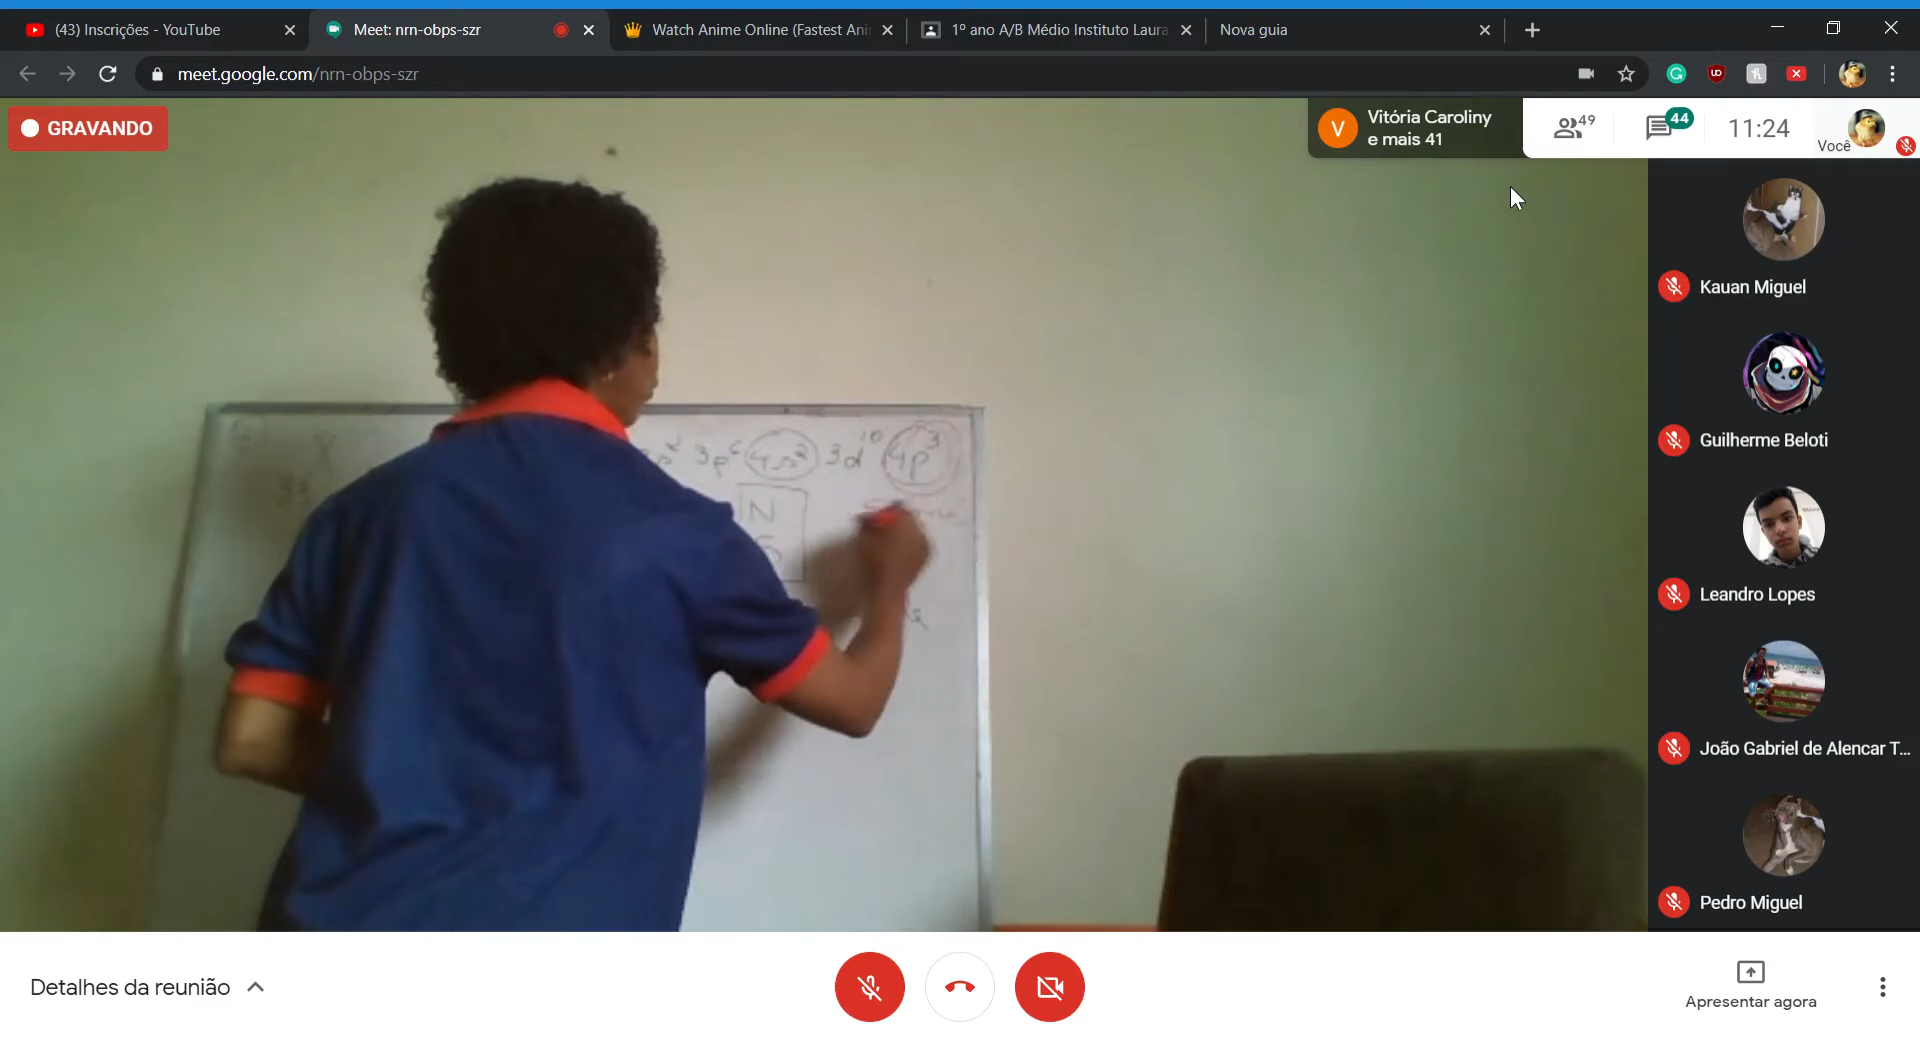 (43) Inscrições - YouTube
Meet: nrn-obps-szr
Watch Anime Online (Fastest Ani
1º ano A/B Médio Instituto Laura
Nova guia
meet.google.com/nrn-obps-szr
GRAVANDO
Vitória Caroliny
e mais 41
49
44
11:24
Você
Kauan Miguel
Guilherme Beloti
Leandro Lopes
João Gabriel de Alencar T...
Pedro Miguel
3p⁶ 4s² 3d¹⁰ 4p³
N
Detalhes da reunião
Apresentar agora